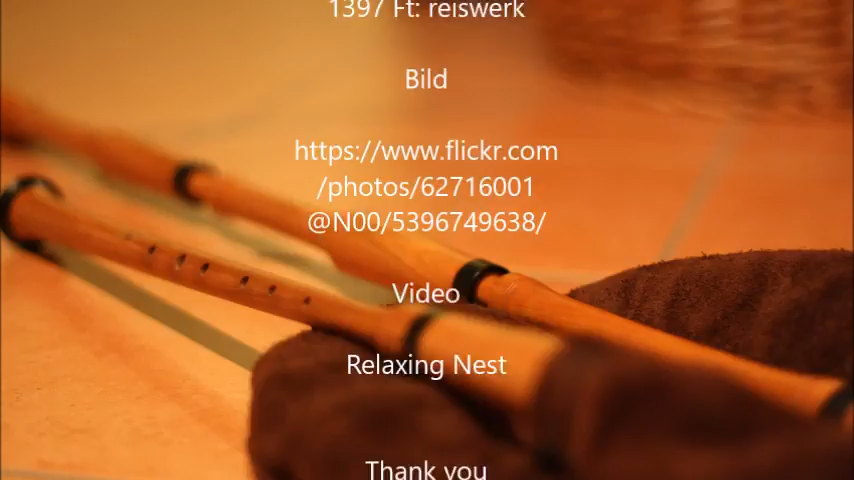 1397 Ft: reiswerk
Bild
https://www.flickr.com
/photos/62716001
@N00/5396749638/
Video
Relaxing Nest
Thank you